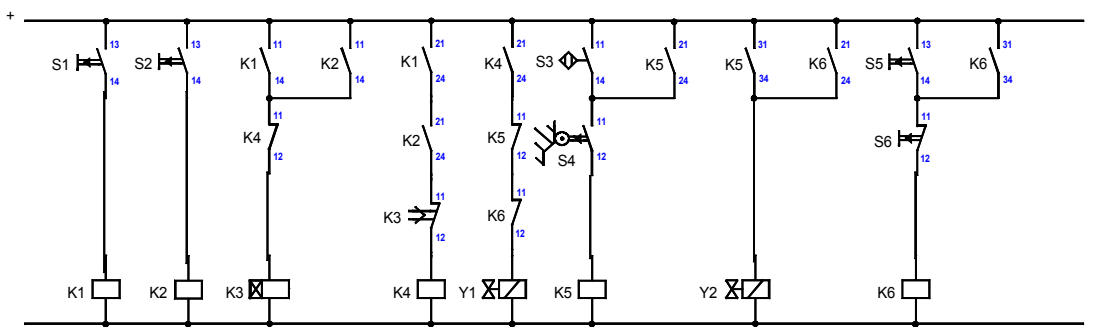 +
13 13 11 11 21 21 11 21 31 21 13 31
S1 S2 K1 K2 K1 K4 S3 K5 K5 K6 S5 K6
14 14 14 14 24 24 14 24 34 24 14 34
11 21 11 11 11
K4 K2 K5 S4 S6
12 24 12 12 12
11 11
K3 K6
12 12
K1 K2 K3 K4 Y1 K5 Y2 K6